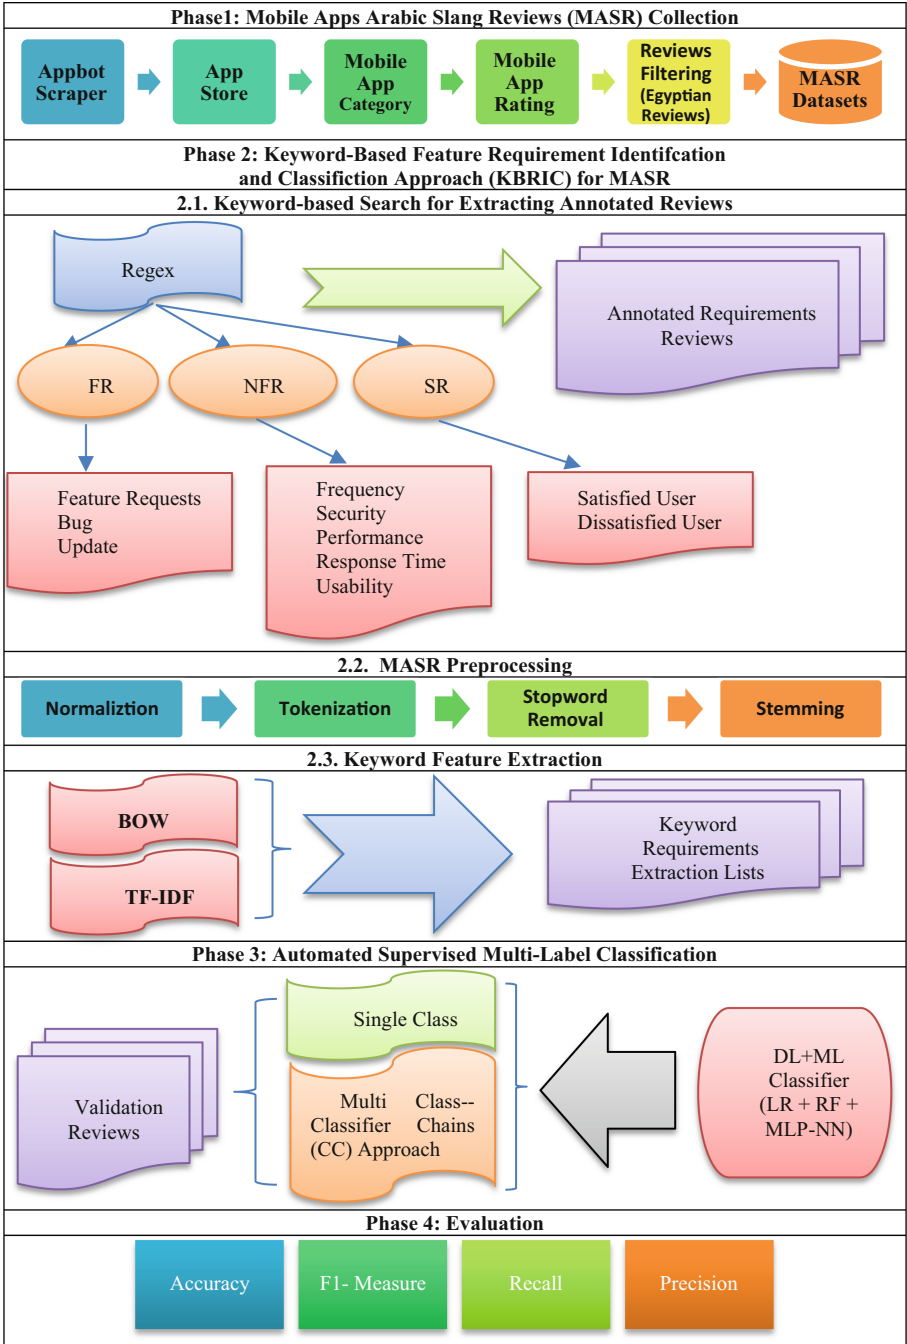 Phase1: Mobile Apps Arabic Slang Reviews (MASR) Collection
Appbot
Scraper
App
Store
Mobile
App
Category
Mobile
App
Rating
Reviews
Filtering
(Egyptian
Reviews)
MASR
Datasets
Phase 2: Keyword-Based Feature Requirement Identifcation
and Classifiction Approach (KBRIC) for MASR
2.1. Keyword-based Search for Extracting Annotated Reviews
Regex
Annotated Requirements
Reviews
FR
NFR
SR
Feature Requests
Bug
Update
Frequency
Security
Performance
Response Time
Usability
Satisfied User
Dissatisfied User
2.2. MASR Preprocessing
Normaliztion
Tokenization
Stopword
Removal
Stemming
2.3. Keyword Feature Extraction
BOW
TF-IDF
Keyword
Requirements
Extraction Lists
Phase 3: Automated Supervised Multi-Label Classification
Validation
Reviews
Single Class
Multi Class--
Classifier Chains
(CC) Approach
DL+ML
Classifier
(LR + RF +
MLP-NN)
Phase 4: Evaluation
Accuracy
F1- Measure
Recall
Precision